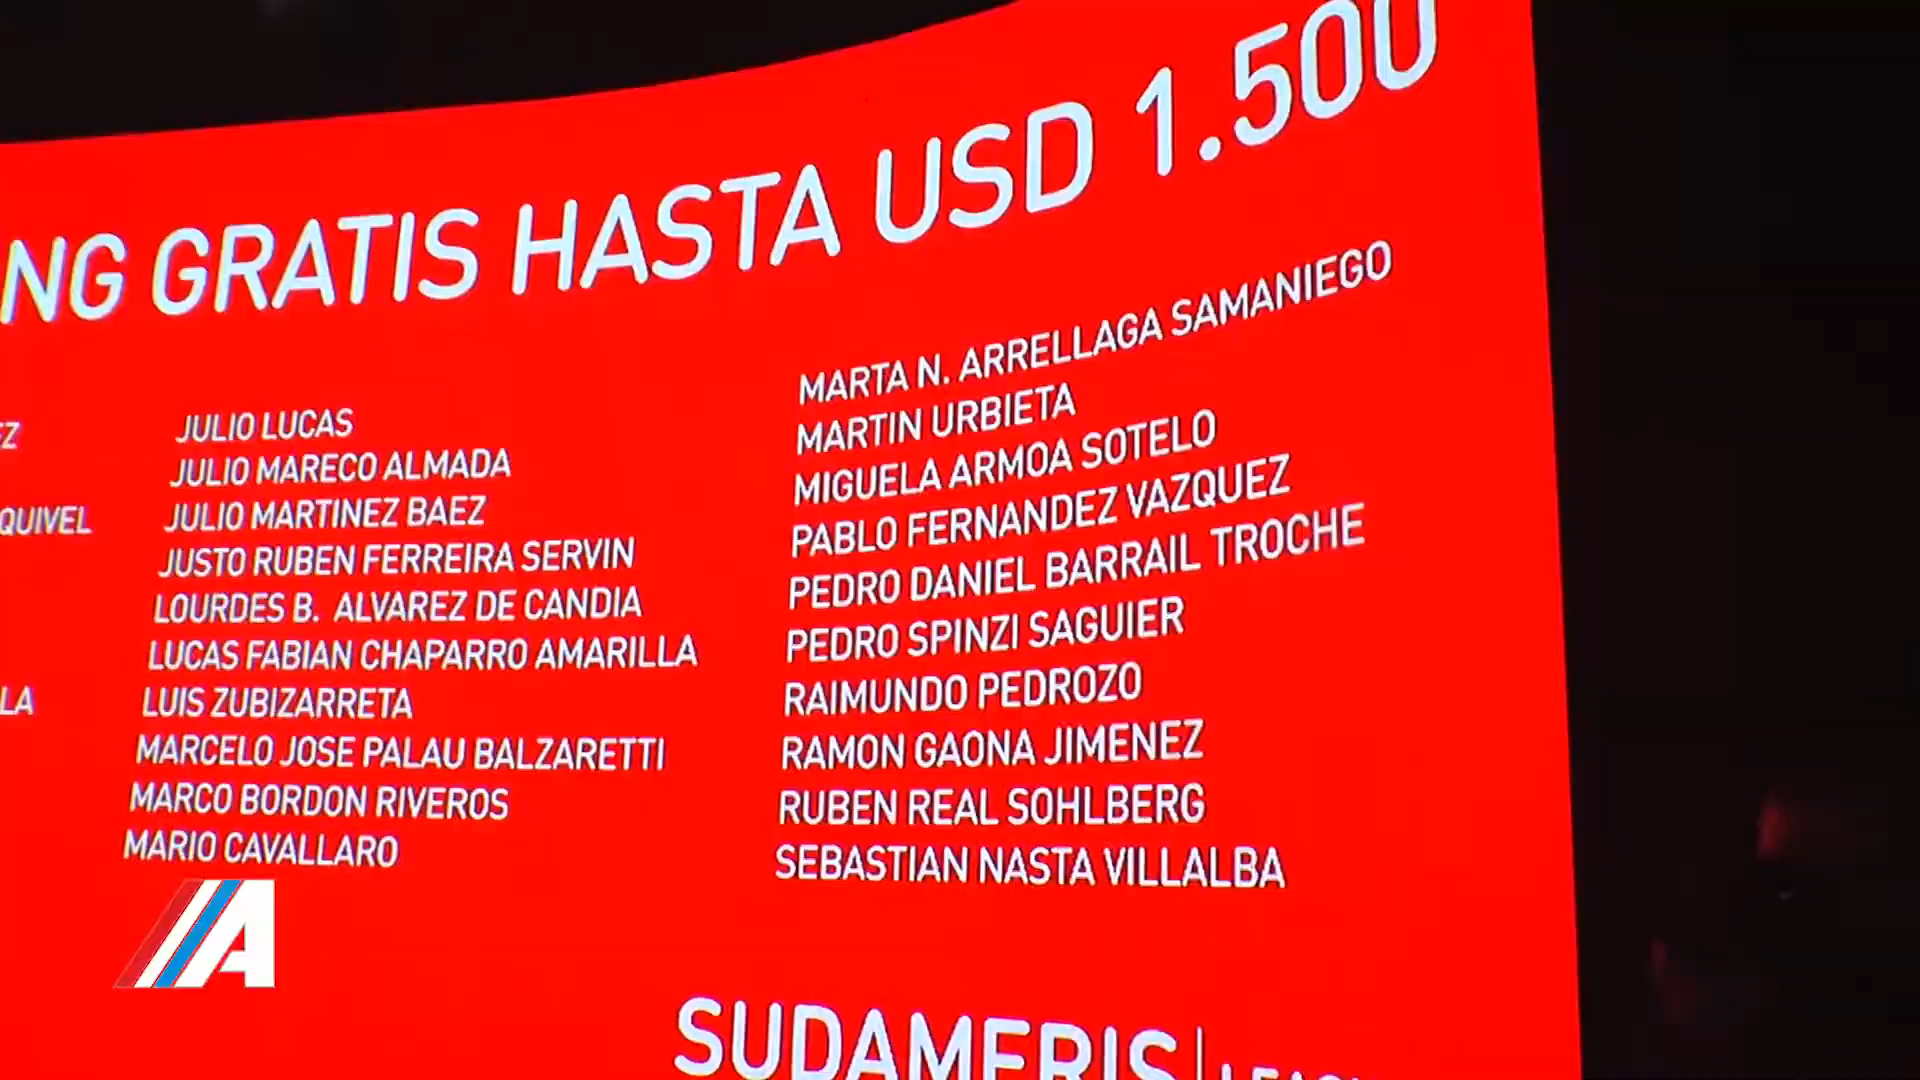 NG GRATIS HASTA USD 1.500
EZ
QUIVEL
LA
JULIO LUCAS
JULIO MARECO ALMADA
JULIO MARTINEZ BAEZ
JUSTO RUBEN FERREIRA SERVIN
LOURDES B. ALVAREZ DE CANDIA
LUCAS FABIAN CHAPARRO AMARILLA
LUIS ZUBIZARRETA
MARCELO JOSE PALAU BALZARETTI
MARCO BORDON RIVEROS
MARIO CAVALLARO
MARTA N. ARRELLAGA SAMANIEGO
MARTIN URBIETA
MIGUELA ARMOA SOTELO
PABLO FERNANDEZ VAZQUEZ
PEDRO DANIEL BARRAIL TROCHE
PEDRO SPINZI SAGUIER
RAIMUNDO PEDROZO
RAMON GAONA JIMENEZ
RUBEN REAL SOHLBERG
SEBASTIAN NASTA VILLALBA
A
SUDAMERIS